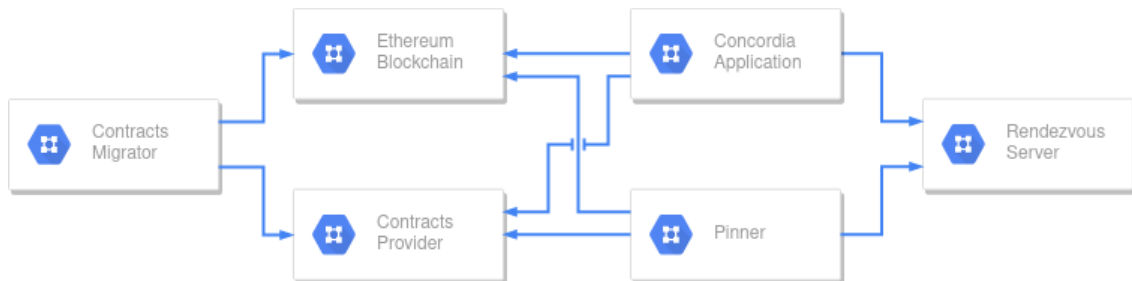 Ethereum
Blockchain
Concordia
Application
Contracts
Migrator
Rendezvous
Server
Contracts
Provider
Pinner